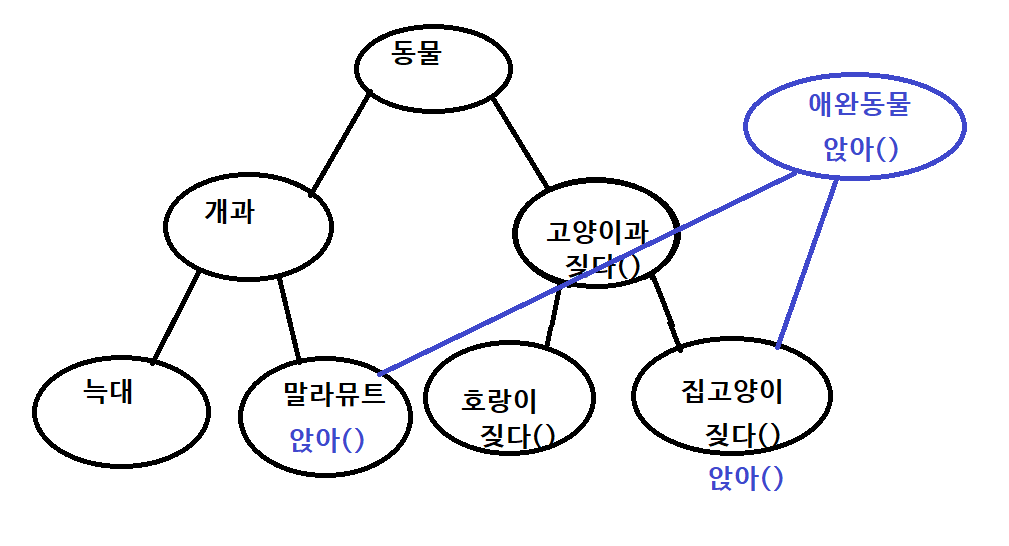 동물
애완동물
앉아()
개과
고양이과
짖다()
늑대
말라뮤트
앉아()
호랑이
짖다()
집고양이
짖다()
앉아()